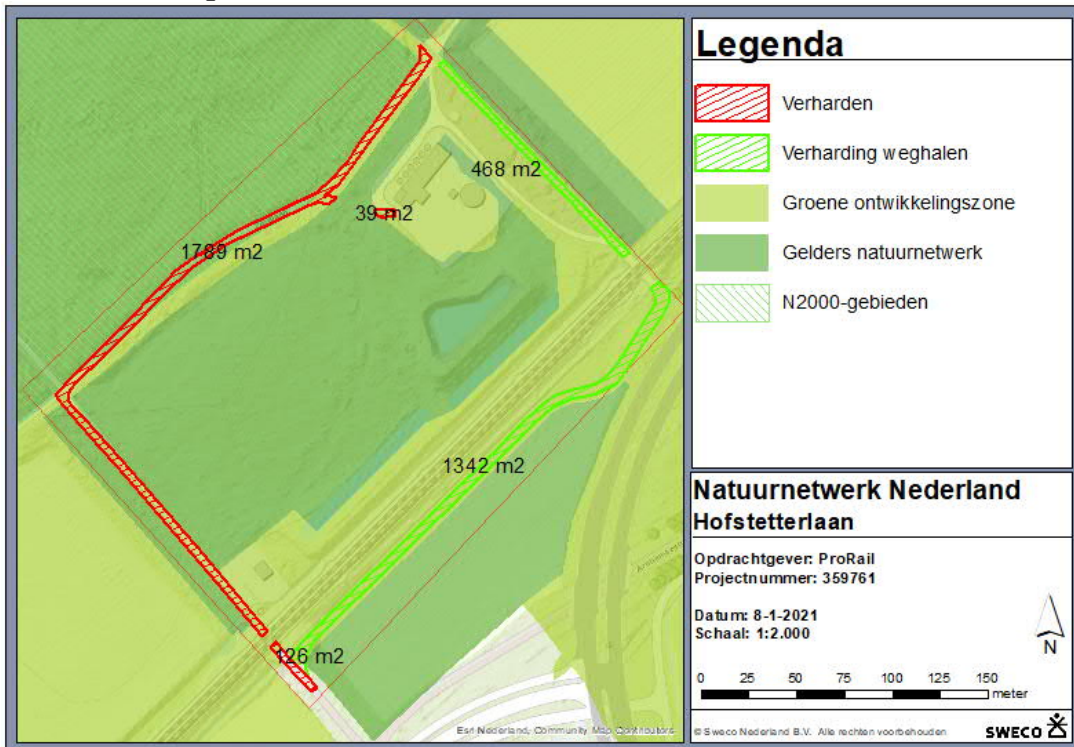 468 m2
39 m2
1789 m2
1342 m2
126 m2
Esri Nederland, Community Map Contributors
Legenda
Verharden
Verharding weghalen
Groene ontwikkelingszone
Gelders natuurnetwerk
N2000-gebieden
Natuurnetwerk Nederland
Hofstetterlaan
Opdrachtgever: ProRail
Projectnummer: 359761
Datum: 8-1-2021
Schaal: 1:2.000
N
0 25 50 75 100 125 150
meter
© Sweco Nederland B.V. Alle rechten voorbehouden
SWECO